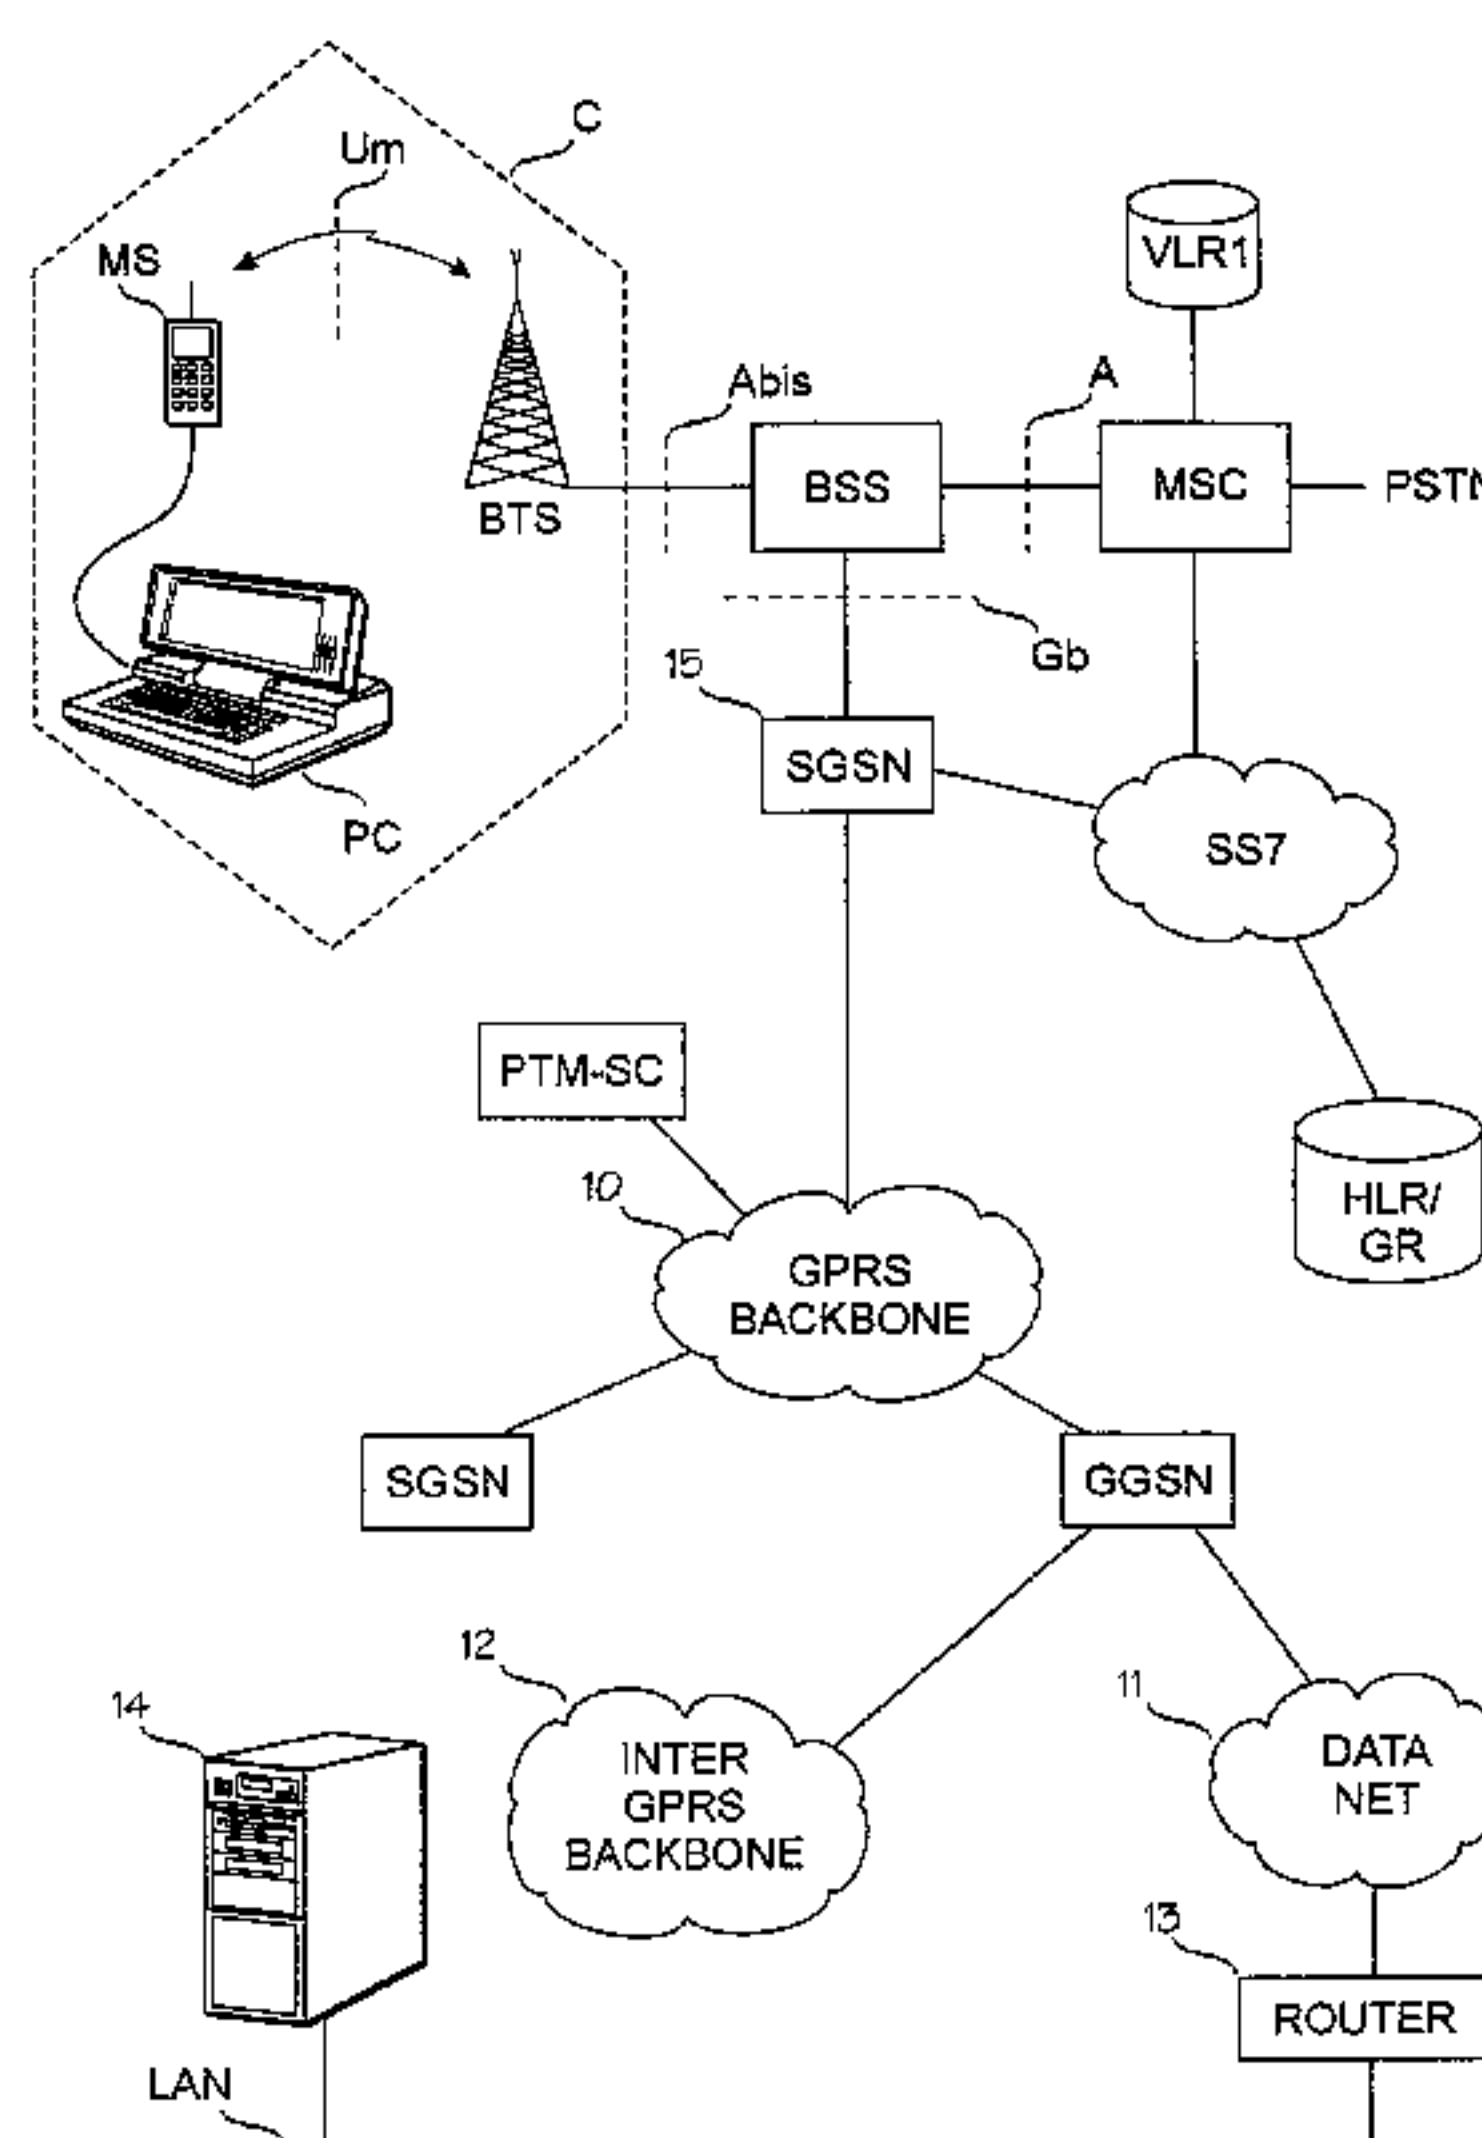 C
Um
MS
VLR1
Abis
A
BTS
BSS
MSC
PSTN
Gb
15
SGSN
PC
SS7
PTM-SC
10
GPRS
BACKBONE
HLR/
GR
SGSN
GGSN
12
11
14
INTER
GPRS
BACKBONE
DATA
NET
13
ROUTER
LAN